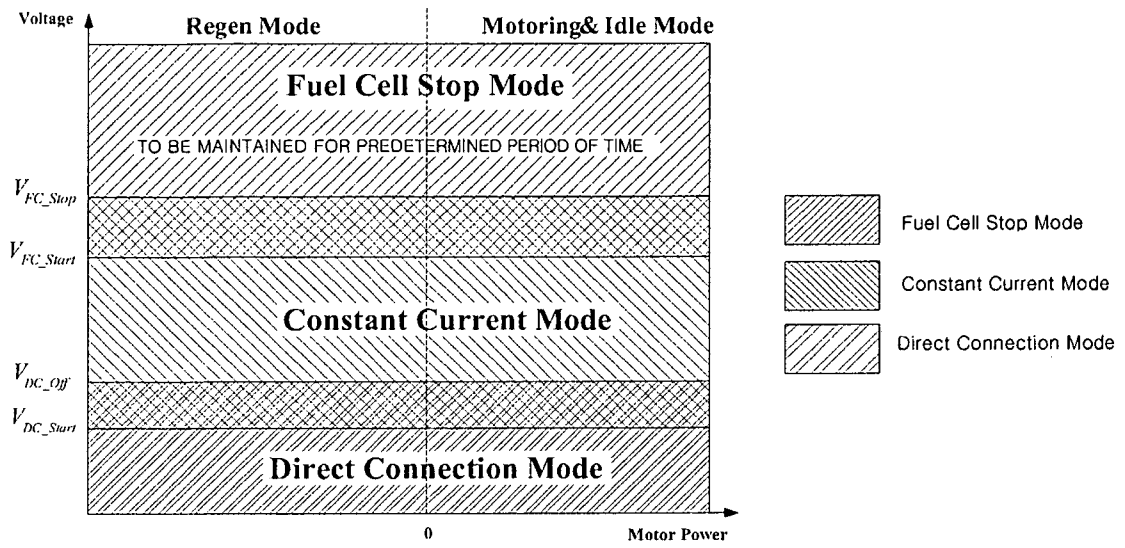 Voltage
Regen Mode
Motoring& Idle Mode
Fuel Cell Stop Mode
TO BE MAINTAINED FOR PREDETERMINED PERIOD OF TIME
V_FC_Stop
V_FC_Start
Constant Current Mode
V_DC_Off
V_DC_Start
Direct Connection Mode
0
Motor Power
Fuel Cell Stop Mode
Constant Current Mode
Direct Connection Mode